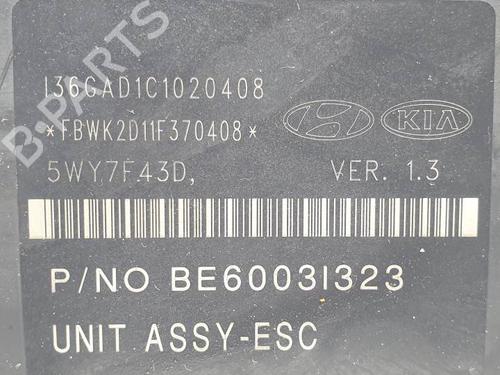 B-PARTS
I36GAD1C1020408
*FBWK2D11F370408*
KIA
5WY7F43D, VER. 1.3
P/NO BE6003I323
UNIT ASSY-ESC